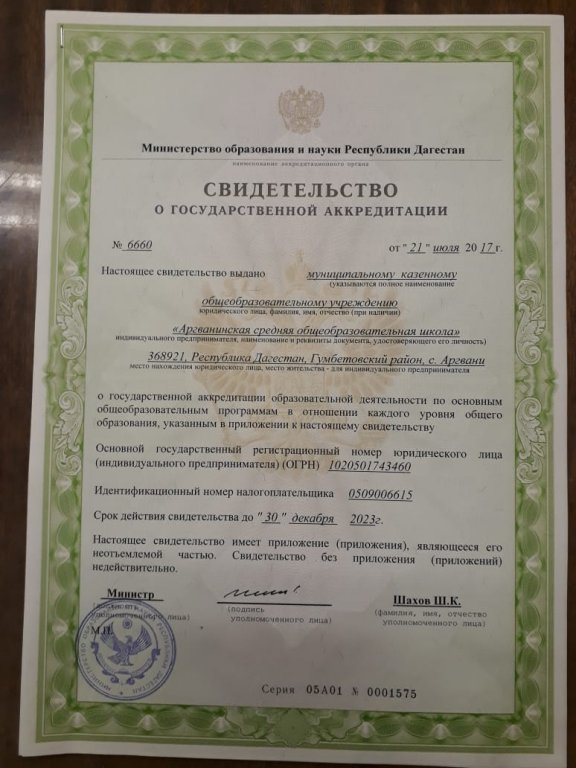 Министерство образования и науки Республики Дагестан
наименование аккредитационного органа
СВИДЕТЕЛЬСТВО
О ГОСУДАРСТВЕННОЙ АККРЕДИТАЦИИ
№ 6660 от "21" июля 2017 г.
Настоящее свидетельство выдано муниципальному казенному
(указываются полное наименование
общеобразовательному учреждению
юридического лица, фамилия, имя, отчество (при наличии)
«Аргванинская средняя общеобразовательная школа»
индивидуального предпринимателя, наименование и реквизиты документа, удостоверяющего его личность)
368921, Республика Дагестан, Гумбетовский район, с. Аргвани
место нахождения юридического лица, место жительства - для индивидуального предпринимателя
о государственной аккредитации образовательной деятельности по основным
общеобразовательным программам в отношении каждого уровня общего
образования, указанным в приложении к настоящему свидетельству
Основной государственный регистрационный номер юридического лица
(индивидуального предпринимателя) (ОГРН) 1020501743460
Идентификационный номер налогоплательщика 0509006615
Срок действия свидетельства до "30" декабря 2023г.
Настоящее свидетельство имеет приложение (приложения), являющееся его
неотъемлемой частью. Свидетельство без приложения (приложений)
недействительно.
Министр Шахов Ш.К.
(подпись (фамилия, имя, отчество
уполномоченного лица) уполномоченного лица) уполномоченного лица)
М.П.
Серия 05А01 № 0001575